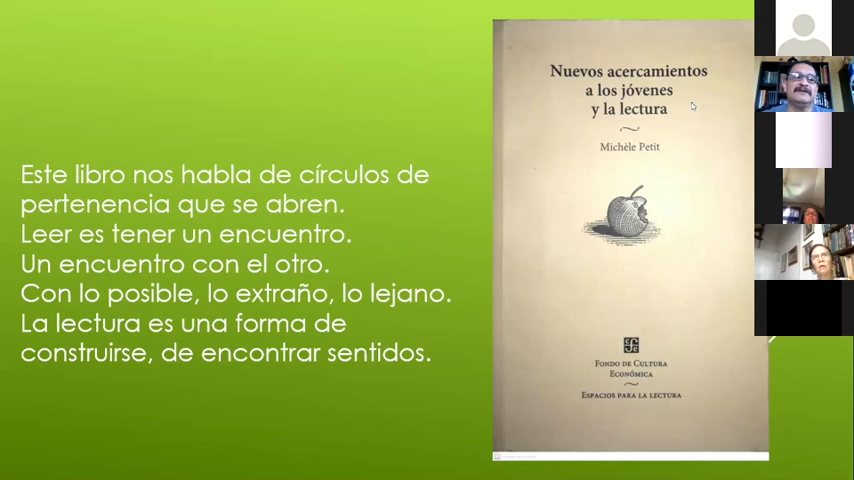 Este libro nos habla de círculos de
pertenencia que se abren.
Leer es tener un encuentro.
Un encuentro con el otro.
Con lo posible, lo extraño, lo lejano.
La lectura es una forma de
construirse, de encontrar sentidos.
Nuevos acercamientos
a los jóvenes
y la lectura
Michèle Petit
Fondo de Cultura
Económica
Espacios para la lectura